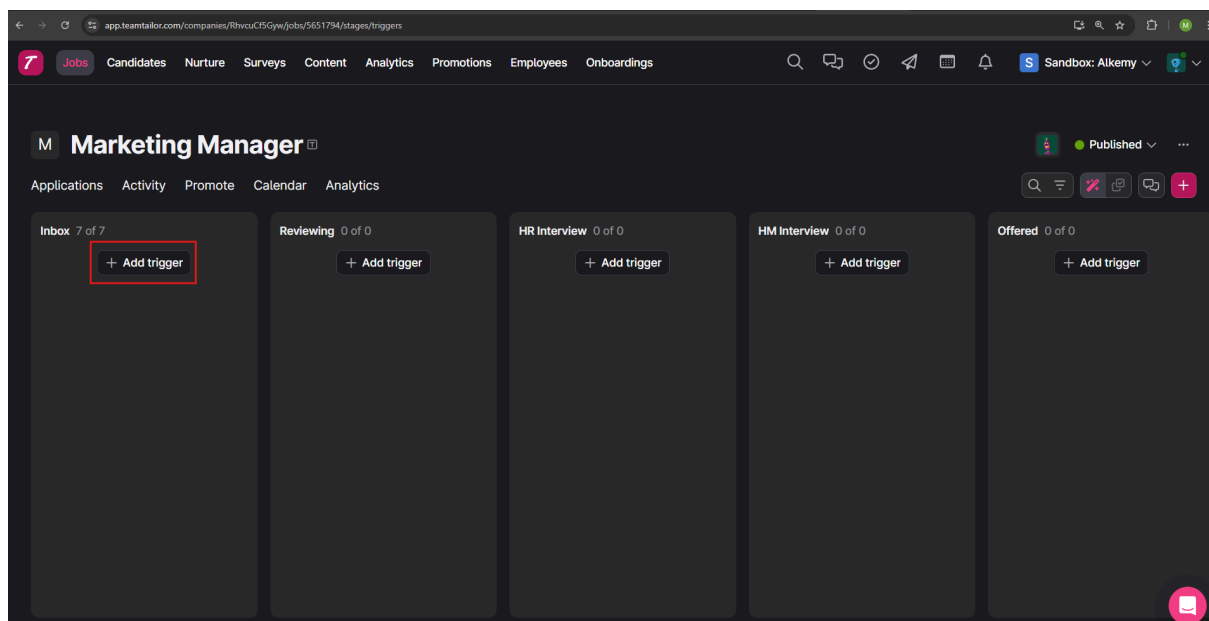 app.teamtailor.com/companies/RhvcuCf5Gyw/jobs/5651794/stages/triggers
M
Jobs Candidates Nurture Surveys Content Analytics Promotions Employees Onboardings
S Sandbox: Alkemy
M Marketing Manager
Published
Applications Activity Promote Calendar Analytics
Inbox 7 of 7
Reviewing 0 of 0
HR Interview 0 of 0
HM Interview 0 of 0
Offered 0 of 0
+ Add trigger
+ Add trigger
+ Add trigger
+ Add trigger
+ Add trigger